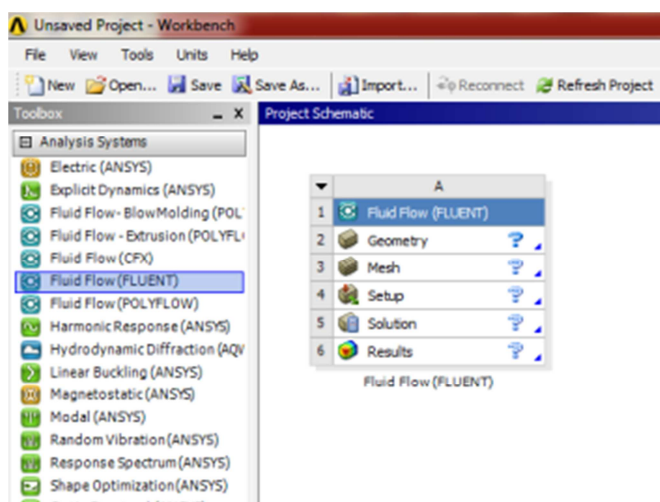 Unsaved Project - Workbench
File View Tools Units Help
New Open... Save Save As... Import... Reconnect Refresh Project
Toolbox
Project Schematic
Analysis Systems
Electric (ANSYS)
Explicit Dynamics (ANSYS)
Fluid Flow- BlowMolding (POL
Fluid Flow - Extrusion (POLYFL
Fluid Flow (CFX)
Fluid Flow (FLUENT)
Fluid Flow (POLYFLOW)
Harmonic Response (ANSYS)
Hydrodynamic Diffraction (AQW
Linear Buckling (ANSYS)
Magnetostatic (ANSYS)
Modal (ANSYS)
Random Vibration (ANSYS)
Response Spectrum (ANSYS)
Shape Optimization (ANSYS)
A
1 Fluid Flow (FLUENT)
2 Geometry ?
3 Mesh ?
4 Setup ?
5 Solution ?
6 Results ?
Fluid Flow (FLUENT)